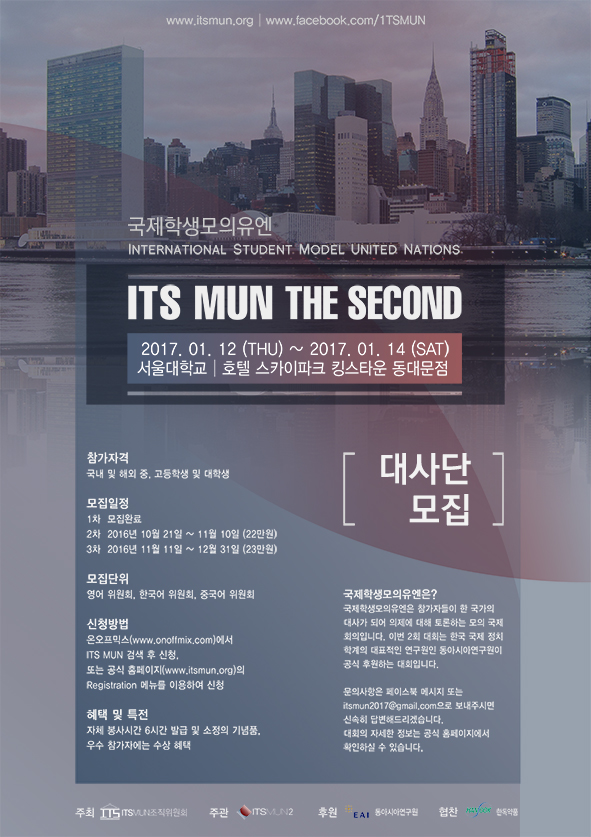 www.itsmun.org | www.facebook.com/1TSMUN
국제학생모의유엔
INTERNATIONAL STUDENT MODEL UNITED NATIONS
ITS MUN THE SECOND
2017. 01. 12 (THU) ~ 2017. 01. 14 (SAT)
서울대학교 | 호텔 스카이파크 킹스타운 동대문점
대사단
모집
참가자격
국내 및 해외 중, 고등학생 및 대학생
모집일정
1차 모집완료
2차 2016년 10월 21일 ~ 11월 10일 (22만원)
3차 2016년 11월 11일 ~ 12월 31일 (23만원)
모집단위
영어 위원회, 한국어 위원회, 중국어 위원회
신청방법
온오프믹스(www.onoffmix.com)에서
ITS MUN 검색 후 신청,
또는 공식 홈페이지(www.itsmun.org)의
Registration 메뉴를 이용하여 신청
혜택 및 특전
자체 봉사시간 6시간 발급 및 소정의 기념품,
우수 참가자에는 수상 혜택
국제학생모의유엔은?
국제학생모의유엔은 참가자들이 한 국가의
대사가 되어 의제에 대해 토론하는 모의 국제
회의입니다. 이번 2회 대회는 한국 국제 정치
학계의 대표적인 연구원인 동아시아연구원이
공식 후원하는 대회입니다.
문의사항은 페이스북 메시지 또는
itsmun2017@gmail.com으로 보내주시면
신속히 답변해드리겠습니다.
대회의 자세한 정보는 공식 홈페이지에서
확인하실 수 있습니다.
주최 ITS ITSMUN조직위원회 주관 ITSMUN2 후원 EAI 동아시아연구원 협찬 한독약품